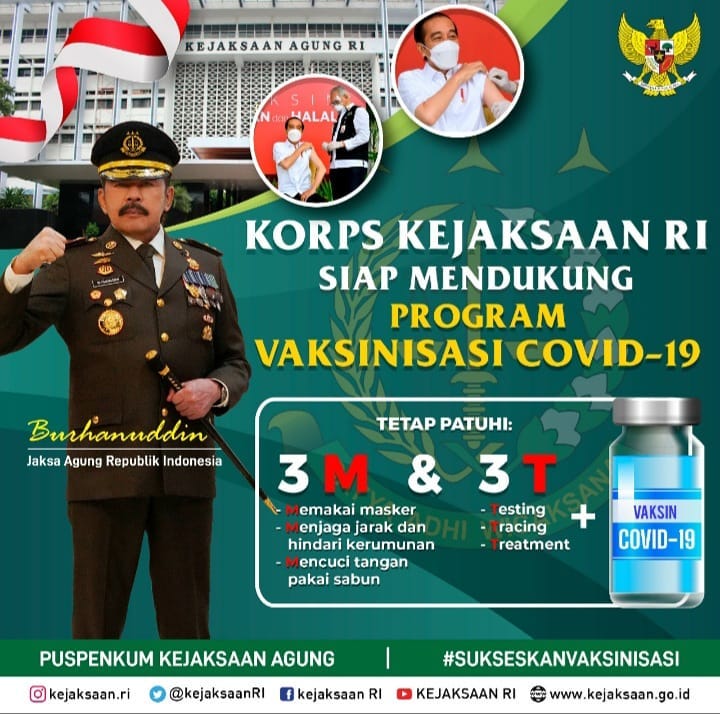 KEJAKSAAN AGUNG RI
KORPS KEJAKSAAN RI
SIAP MENDUKUNG
PROGRAM
VAKSINISASI COVID-19
Burhanuddin
Jaksa Agung Republik Indonesia
TETAP PATUHI:
3 M & 3 T
- Memakai masker
- Menjaga jarak dan
hindari kerumunan
- Mencuci tangan
pakai sabun
- Testing
- Tracing
- Treatment
+
VAKSIN
COVID-19
PUSPENKUM KEJAKSAAN AGUNG | #SUKSESKANVAKSINISASI
kejaksaan.ri @kejaksaanRI kejaksaan RI KEJAKSAAN RI www.kejaksaan.go.id